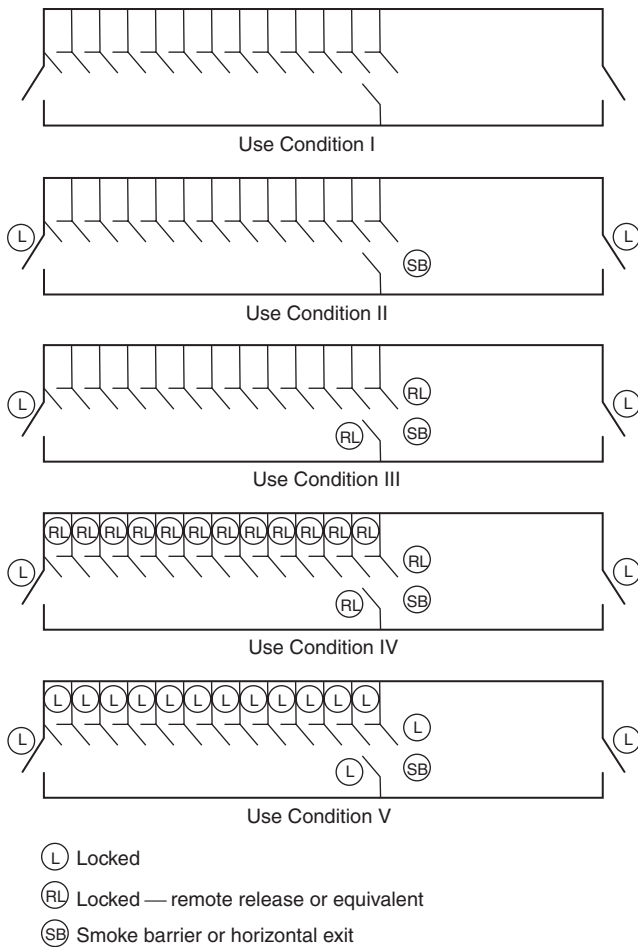 Use Condition I
L L
SB
Use Condition II
RL
L L
RL SB
Use Condition III
RL RL RL RL RL RL RL RL RL RL RL RL
RL
L L
RL SB
Use Condition IV
L L L L L L L L L L L L
L
L L
L SB
Use Condition V
L Locked
RL Locked — remote release or equivalent
SB Smoke barrier or horizontal exit